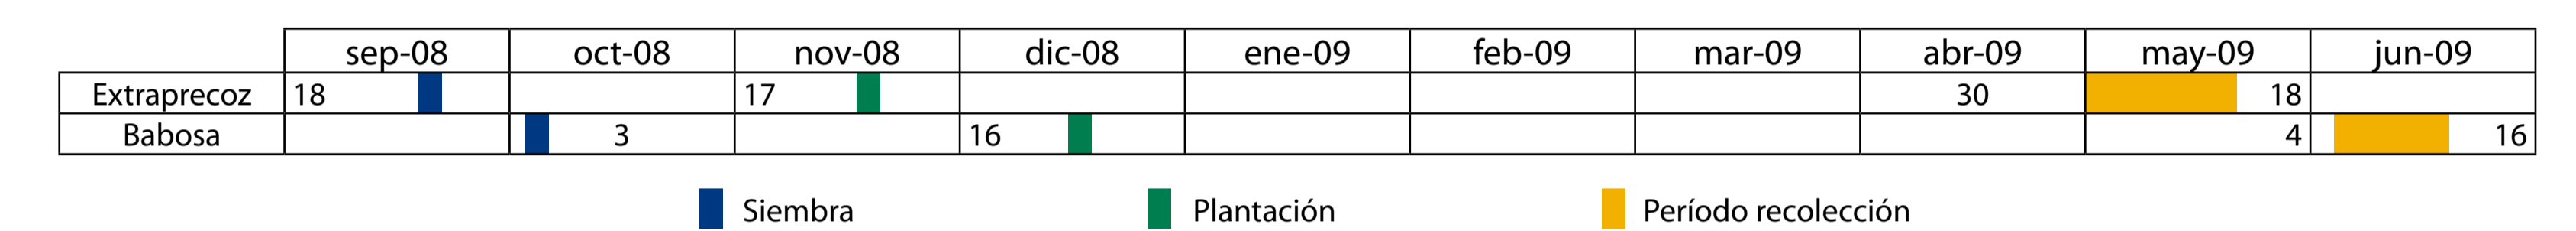 sep-08 oct-08 nov-08 dic-08 ene-09 feb-09 mar-09 abr-09 may-09 jun-09
Extraprecoz 18 17 30 18
Babosa 3 16 4 16
Siembra Plantación Período recolección